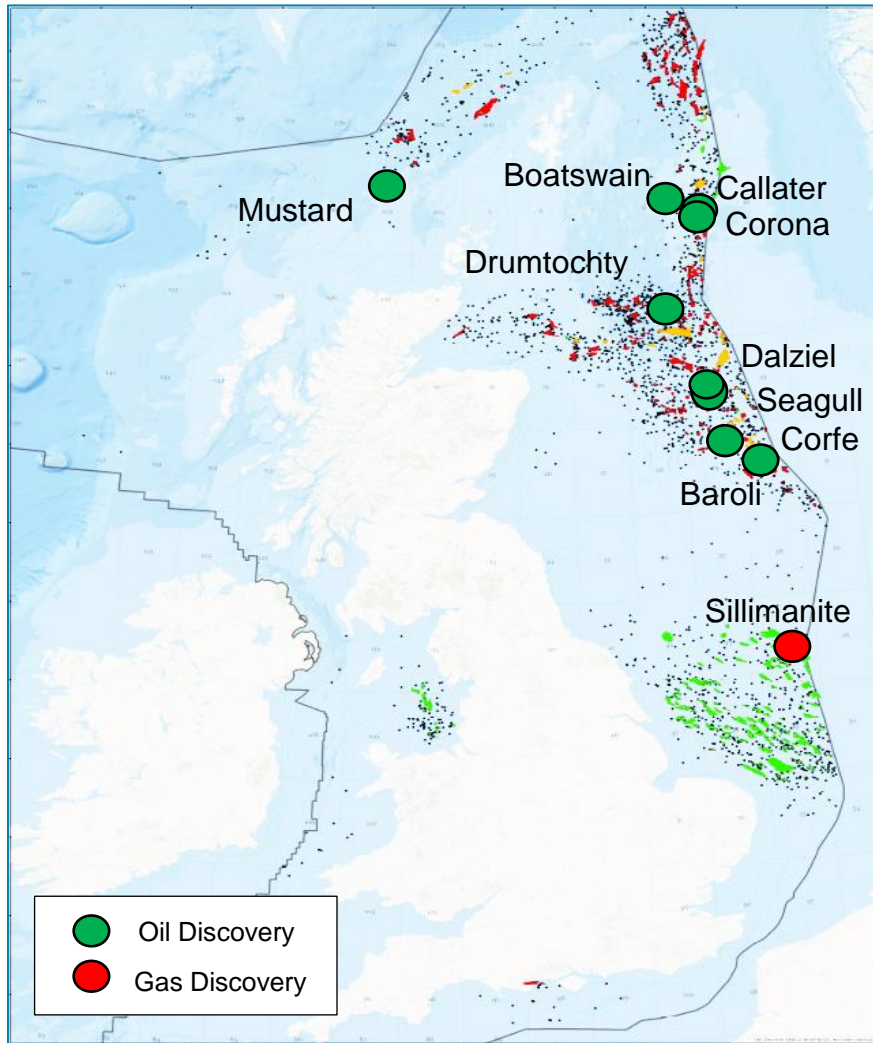 Boatswain
Callater
Mustard
Corona
Drumtochty
Dalziel
Seagull
Corfe
Baroli
Sillimanite
Oil Discovery
Gas Discovery